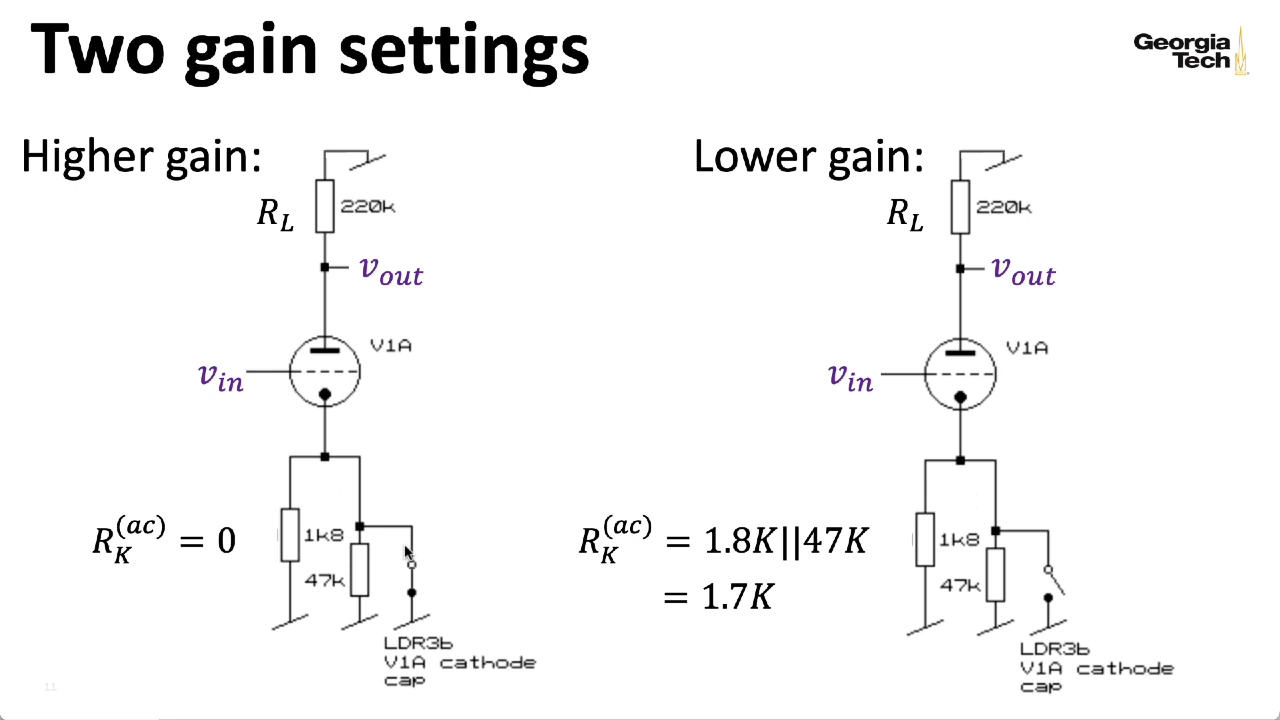 Two gain settings
Georgia
Tech
Higher gain:
R_L
220k
v_out
V1A
v_in
R_K^(ac) = 0
1k8
47k
LDR3b
V1A cathode
cap
Lower gain:
R_L
220k
v_out
V1A
v_in
R_K^(ac) = 1.8K||47K
= 1.7K
1k8
47k
LDR3b
V1A cathode
cap
11